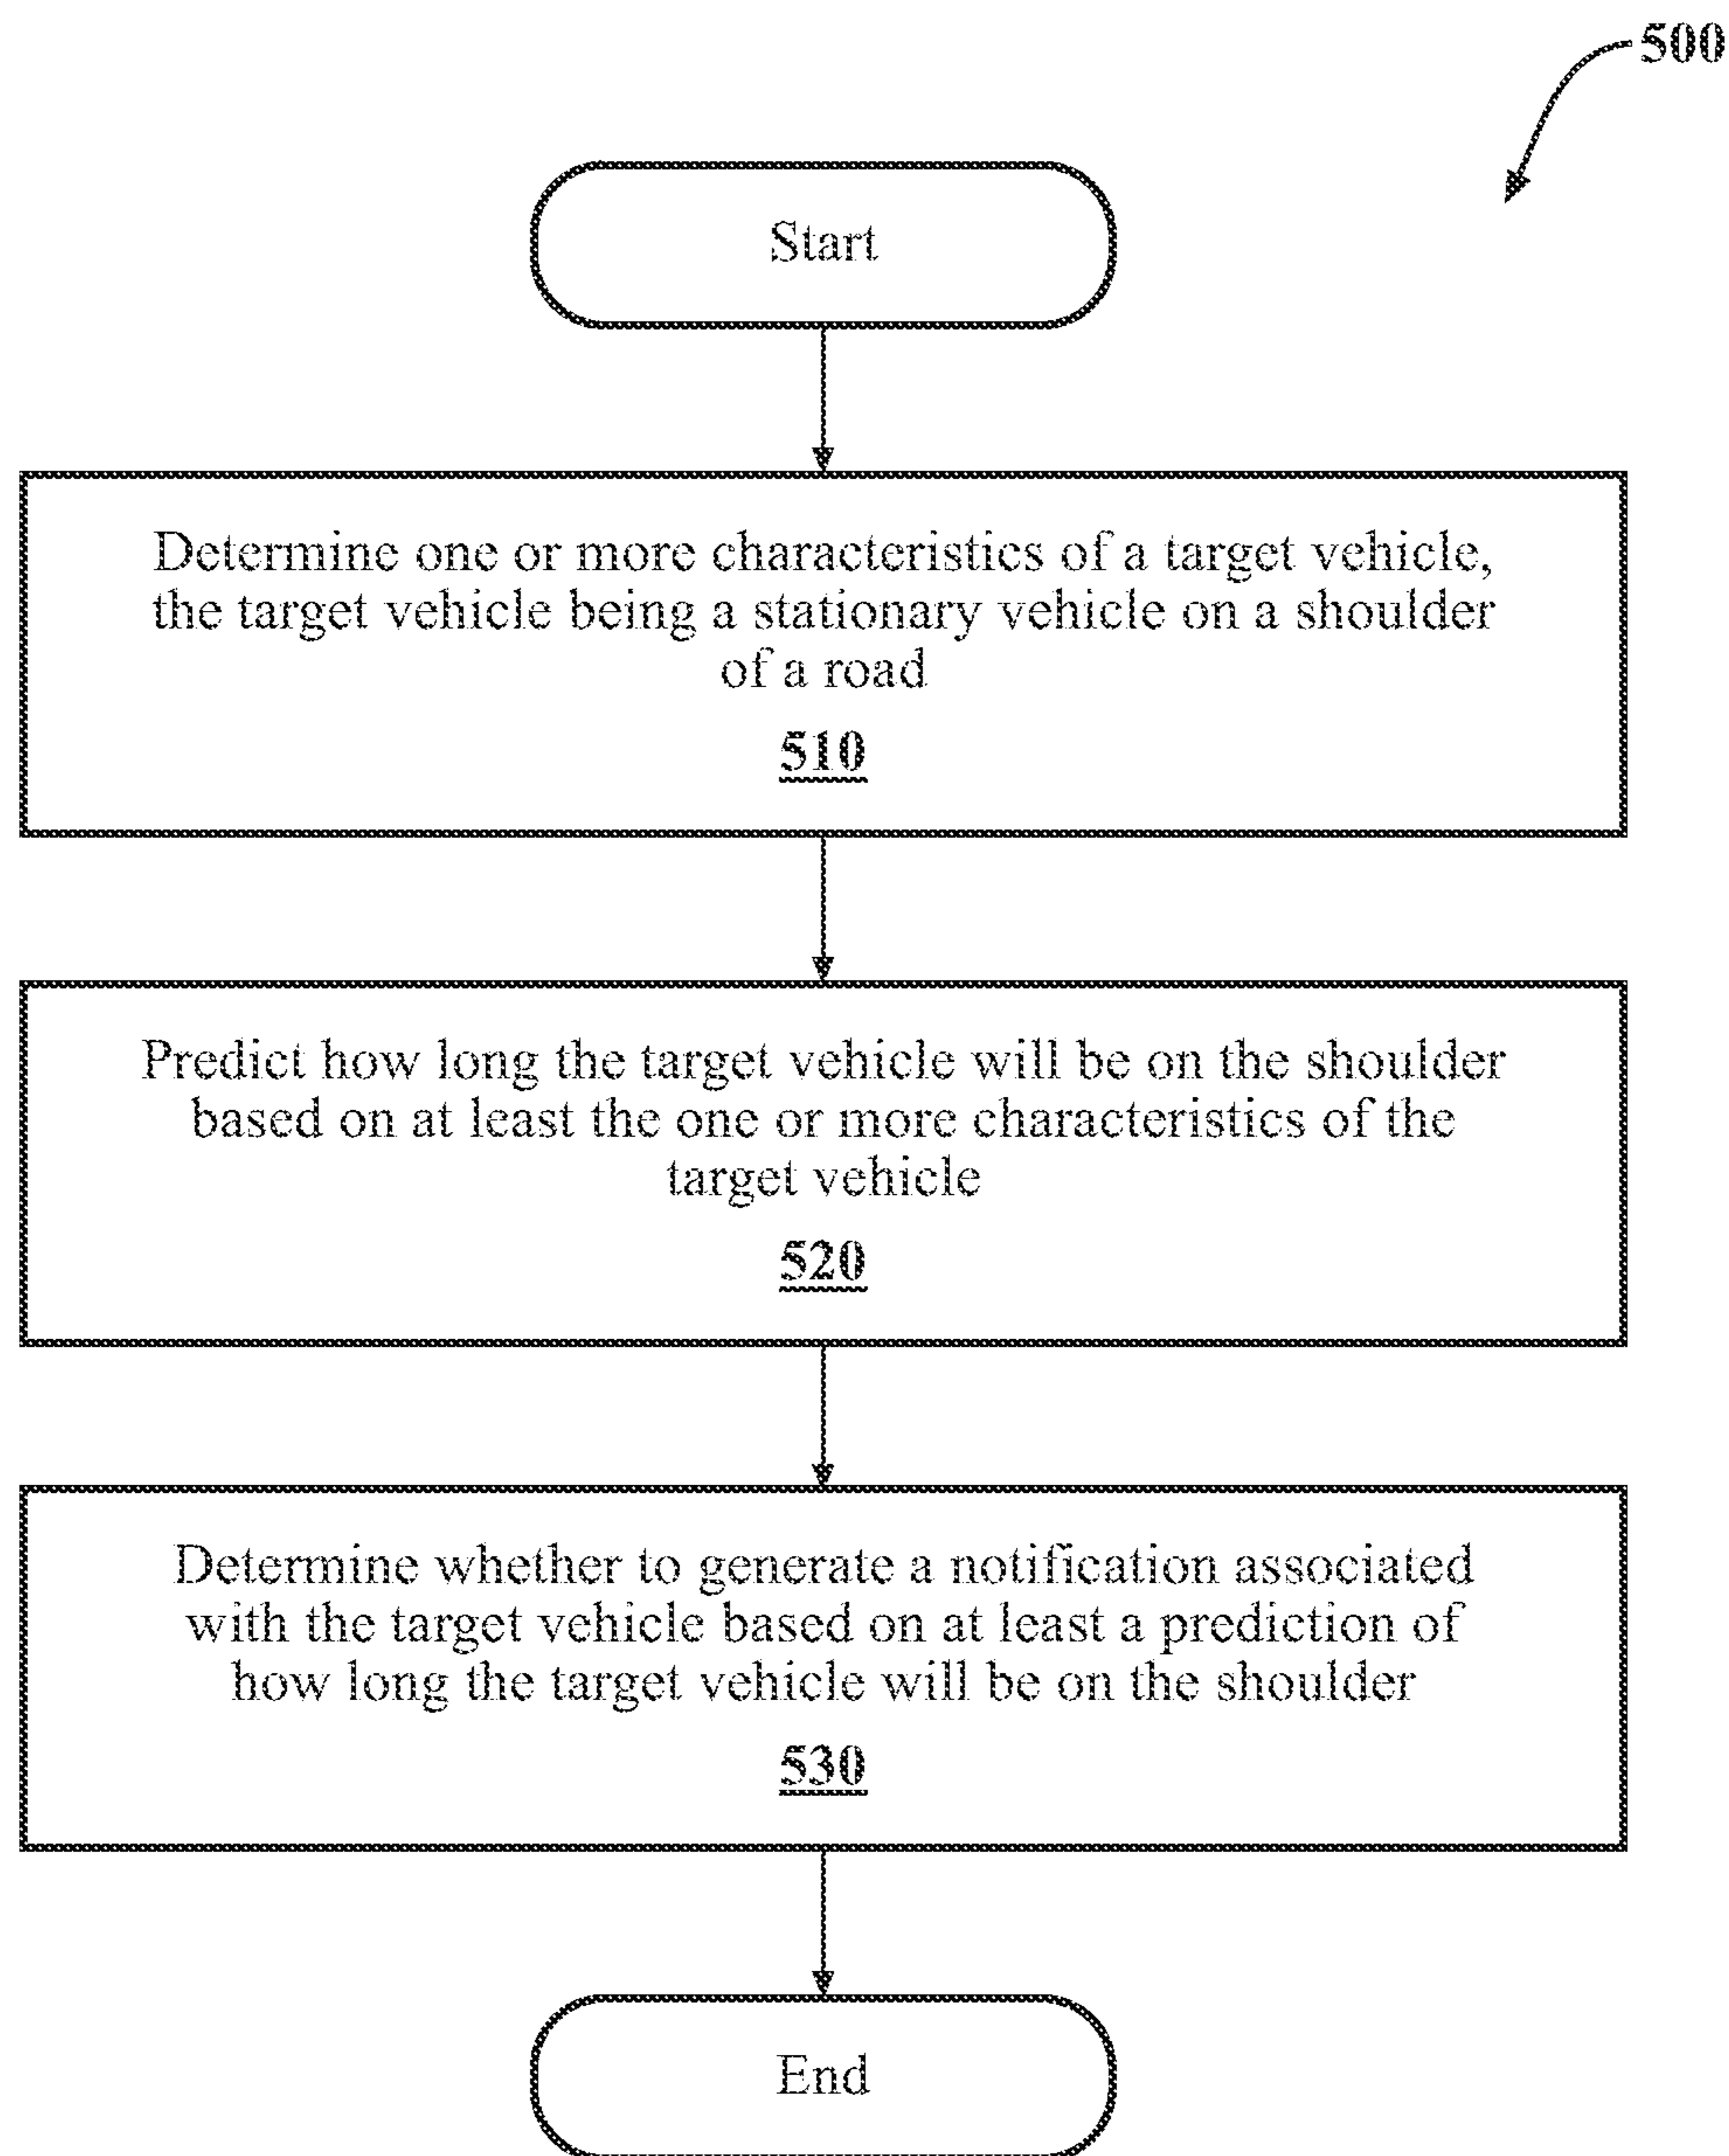 500
Start
Determine one or more characteristics of a target vehicle,
the target vehicle being a stationary vehicle on a shoulder
of a road
510
Predict how long the target vehicle will be on the shoulder
based on at least the one or more characteristics of the
target vehicle
520
Determine whether to generate a notification associated
with the target vehicle based on at least a prediction of
how long the target vehicle will be on the shoulder
530
End